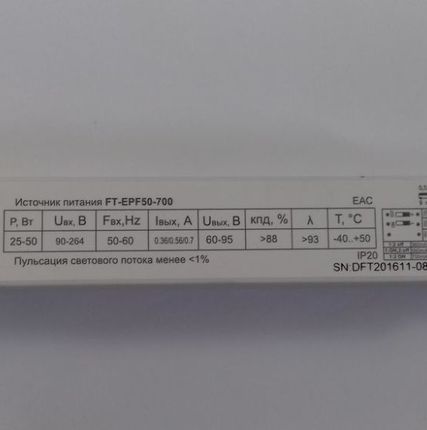 Источник питания FT-EPF50-700 EAC
P, Вт Uвх, В Fвх,Hz Iвых, А Uвых, В кпд, % λ T, °C
25-50 90-264 50-60 0.36/0.56/0.7 60-95 >88 >93 -40..+50
Пульсация светового потока менее <1% IP20
SN:DFT201611-08